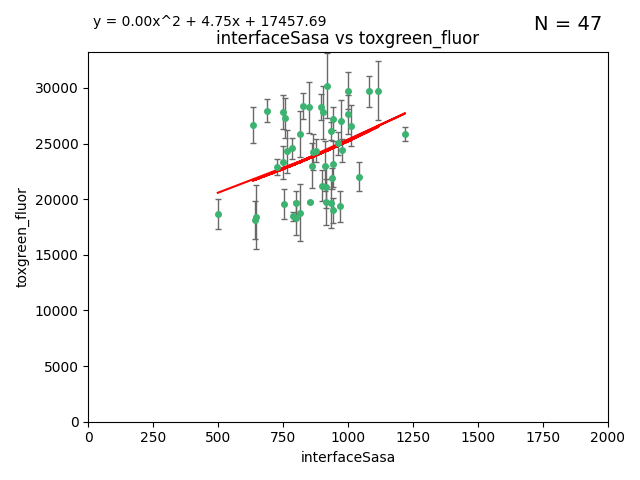 y = 0.00x^2 + 4.75x + 17457.69
N = 47
interfaceSasa vs toxgreen_fluor
30000
25000
20000
15000
10000
5000
0
toxgreen_fluor
0 250 500 750 1000 1250 1500 1750 2000
interfaceSasa